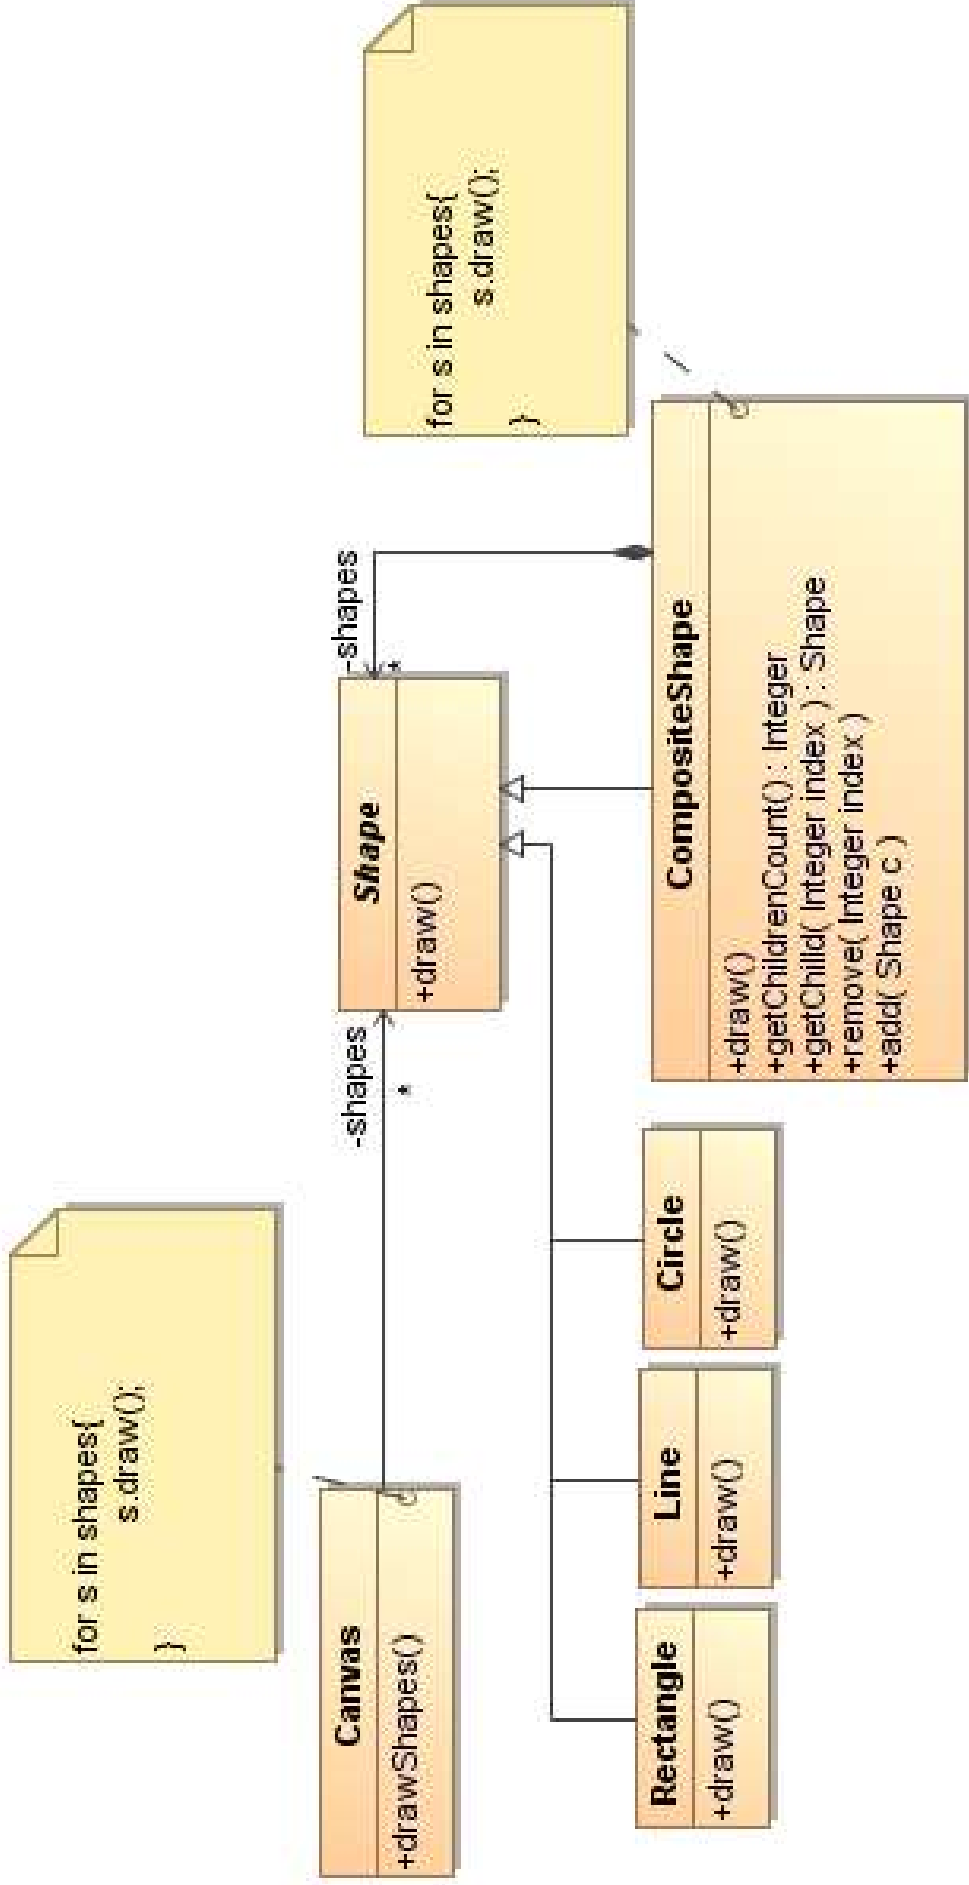 for s in shapes{
s.draw();
}
Canvas
+drawShapes()
-shapes
*
Shape
+draw()
-shapes
*
for s in shapes{
s.draw();
}
Rectangle
+draw()
Line
+draw()
Circle
+draw()
CompositeShape
+draw()
+getChildrenCount() : Integer
+getChild( Integer index ) : Shape
+remove( Integer index )
+add( Shape c )